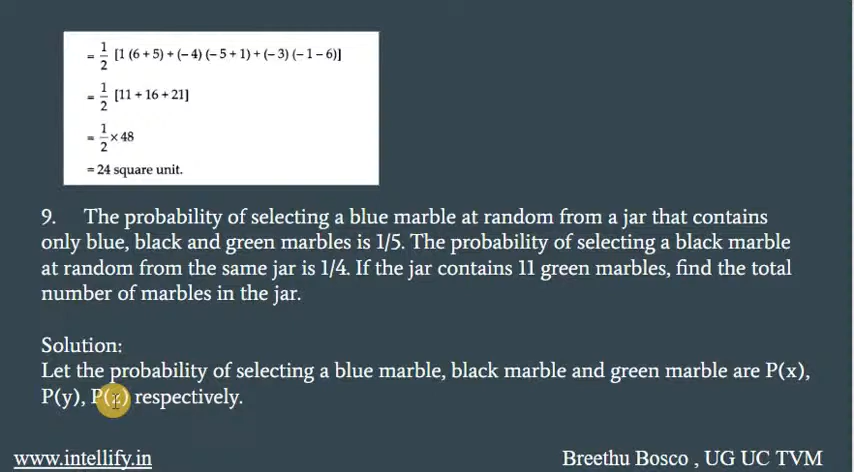 = 1/2 [1 (6 + 5) + (– 4) (– 5 + 1) + (– 3) (– 1 – 6)]
= 1/2 [11 + 16 + 21]
= 1/2 × 48
= 24 square unit.
9. The probability of selecting a blue marble at random from a jar that contains
only blue, black and green marbles is 1/5. The probability of selecting a black marble
at random from the same jar is 1/4. If the jar contains 11 green marbles, find the total
number of marbles in the jar.
Solution:
Let the probability of selecting a blue marble, black marble and green marble are P(x),
P(y), P(z) respectively.
www.intellify.in
Breethu Bosco , UG UC TVM